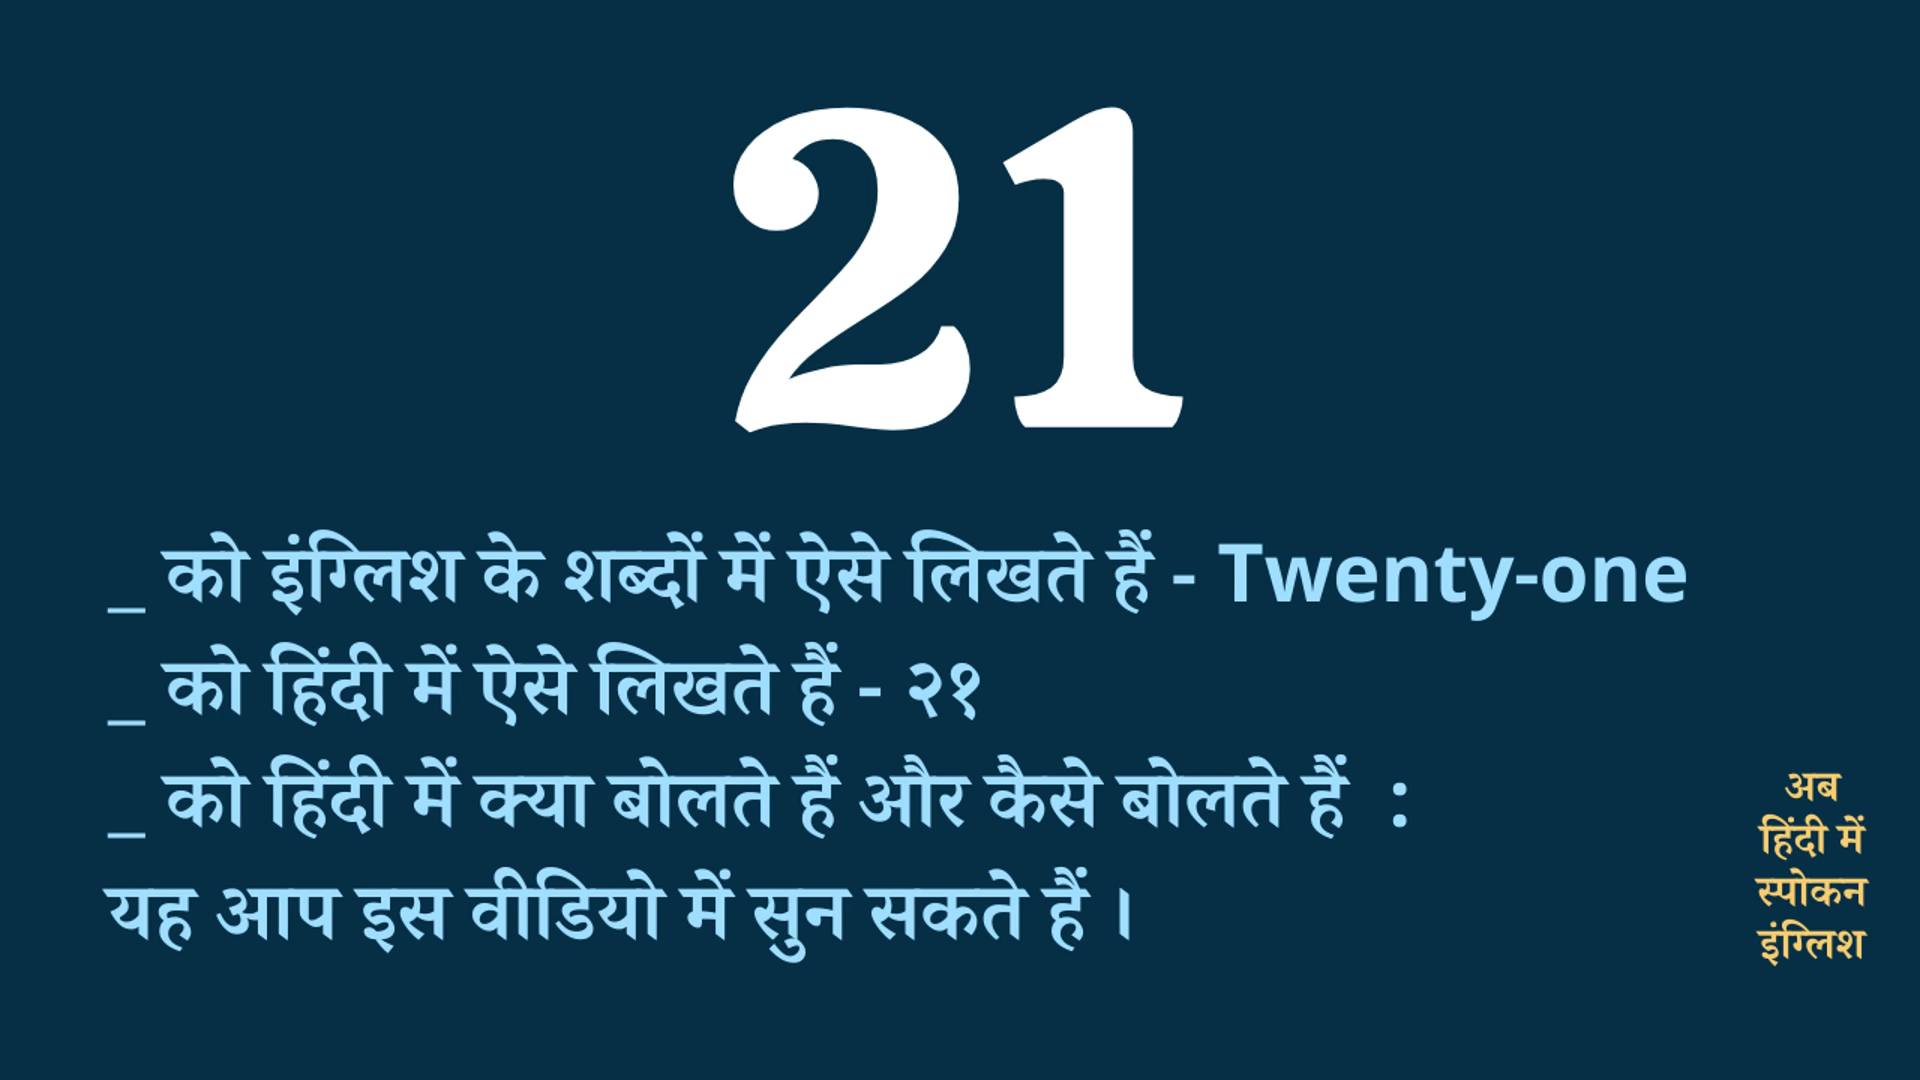 21
_ को इंग्लिश के शब्दों में ऐसे लिखते हैं - Twenty-one
_ को हिंदी में ऐसे लिखते हैं - २१
_ को हिंदी में क्या बोलते हैं और कैसे बोलते हैं :
यह आप इस वीडियो में सुन सकते हैं ।
अब
हिंदी में
स्पोकन
इंग्लिश